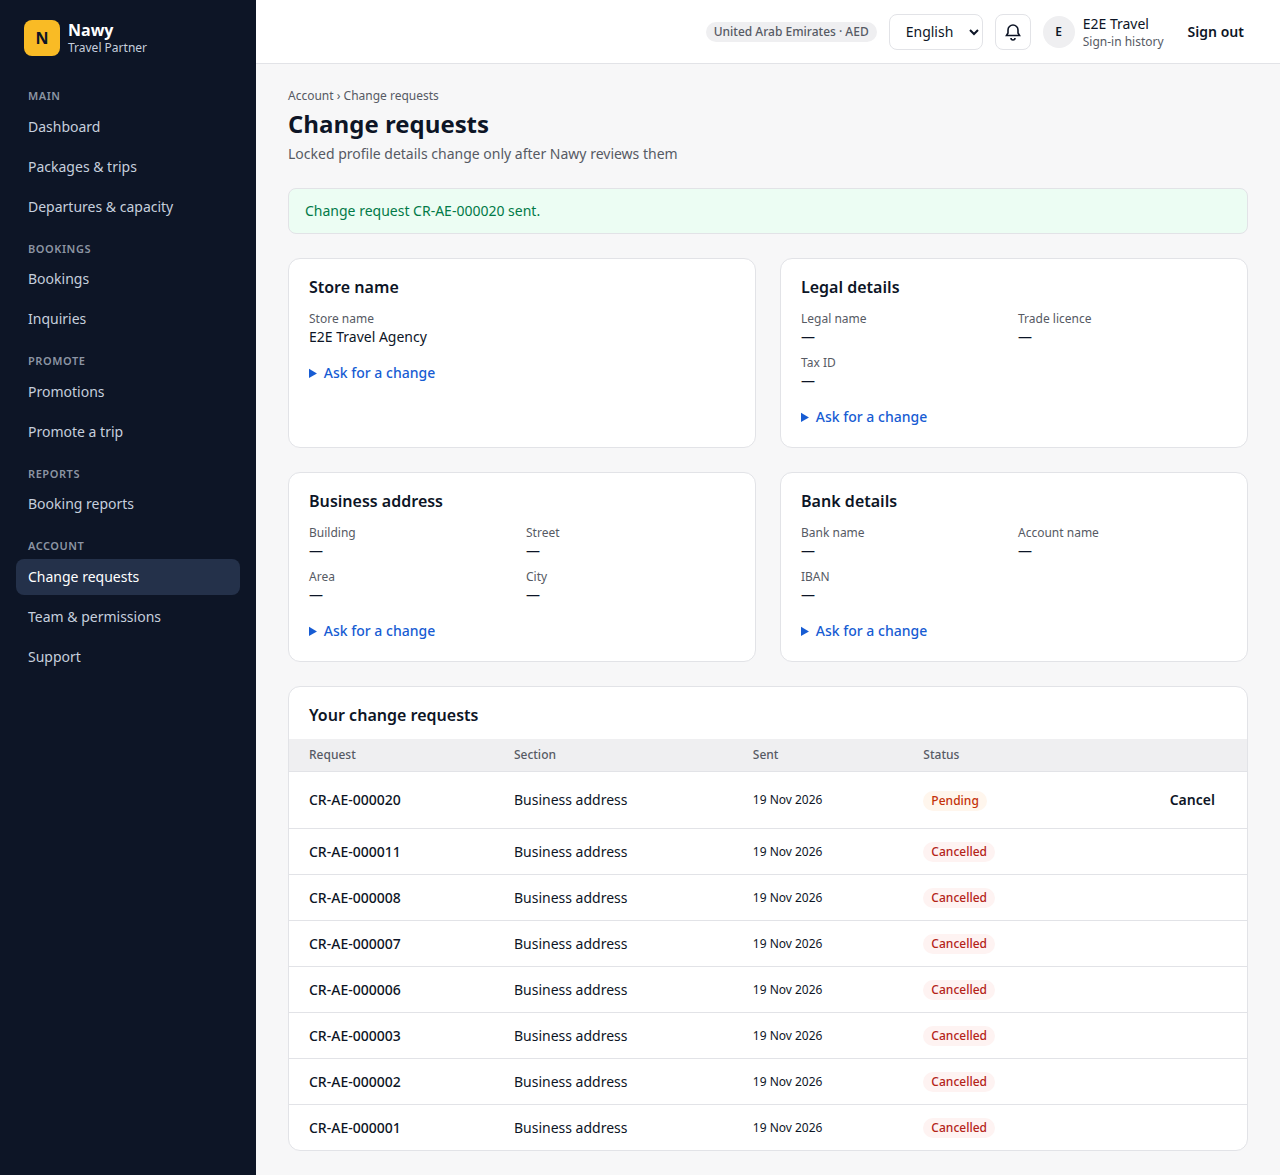 N
Nawy
Travel Partner
MAIN
Dashboard
Packages & trips
Departures & capacity
BOOKINGS
Bookings
Inquiries
PROMOTE
Promotions
Promote a trip
REPORTS
Booking reports
ACCOUNT
Change requests
Team & permissions
Support
United Arab Emirates · AED
English
E
E2E Travel
Sign-in history
Sign out
Account › Change requests
Change requests
Locked profile details change only after Nawy reviews them
Change request CR-AE-000020 sent.
Store name
Store name
E2E Travel Agency
Ask for a change
Legal details
Legal name Trade licence
— —
Tax ID
—
Ask for a change
Business address
Building Street
— —
Area City
— —
Ask for a change
Bank details
Bank name Account name
— —
IBAN
—
Ask for a change
Your change requests
Request Section Sent Status
CR-AE-000020 Business address 19 Nov 2026 Pending Cancel
CR-AE-000011 Business address 19 Nov 2026 Cancelled
CR-AE-000008 Business address 19 Nov 2026 Cancelled
CR-AE-000007 Business address 19 Nov 2026 Cancelled
CR-AE-000006 Business address 19 Nov 2026 Cancelled
CR-AE-000003 Business address 19 Nov 2026 Cancelled
CR-AE-000002 Business address 19 Nov 2026 Cancelled
CR-AE-000001 Business address 19 Nov 2026 Cancelled